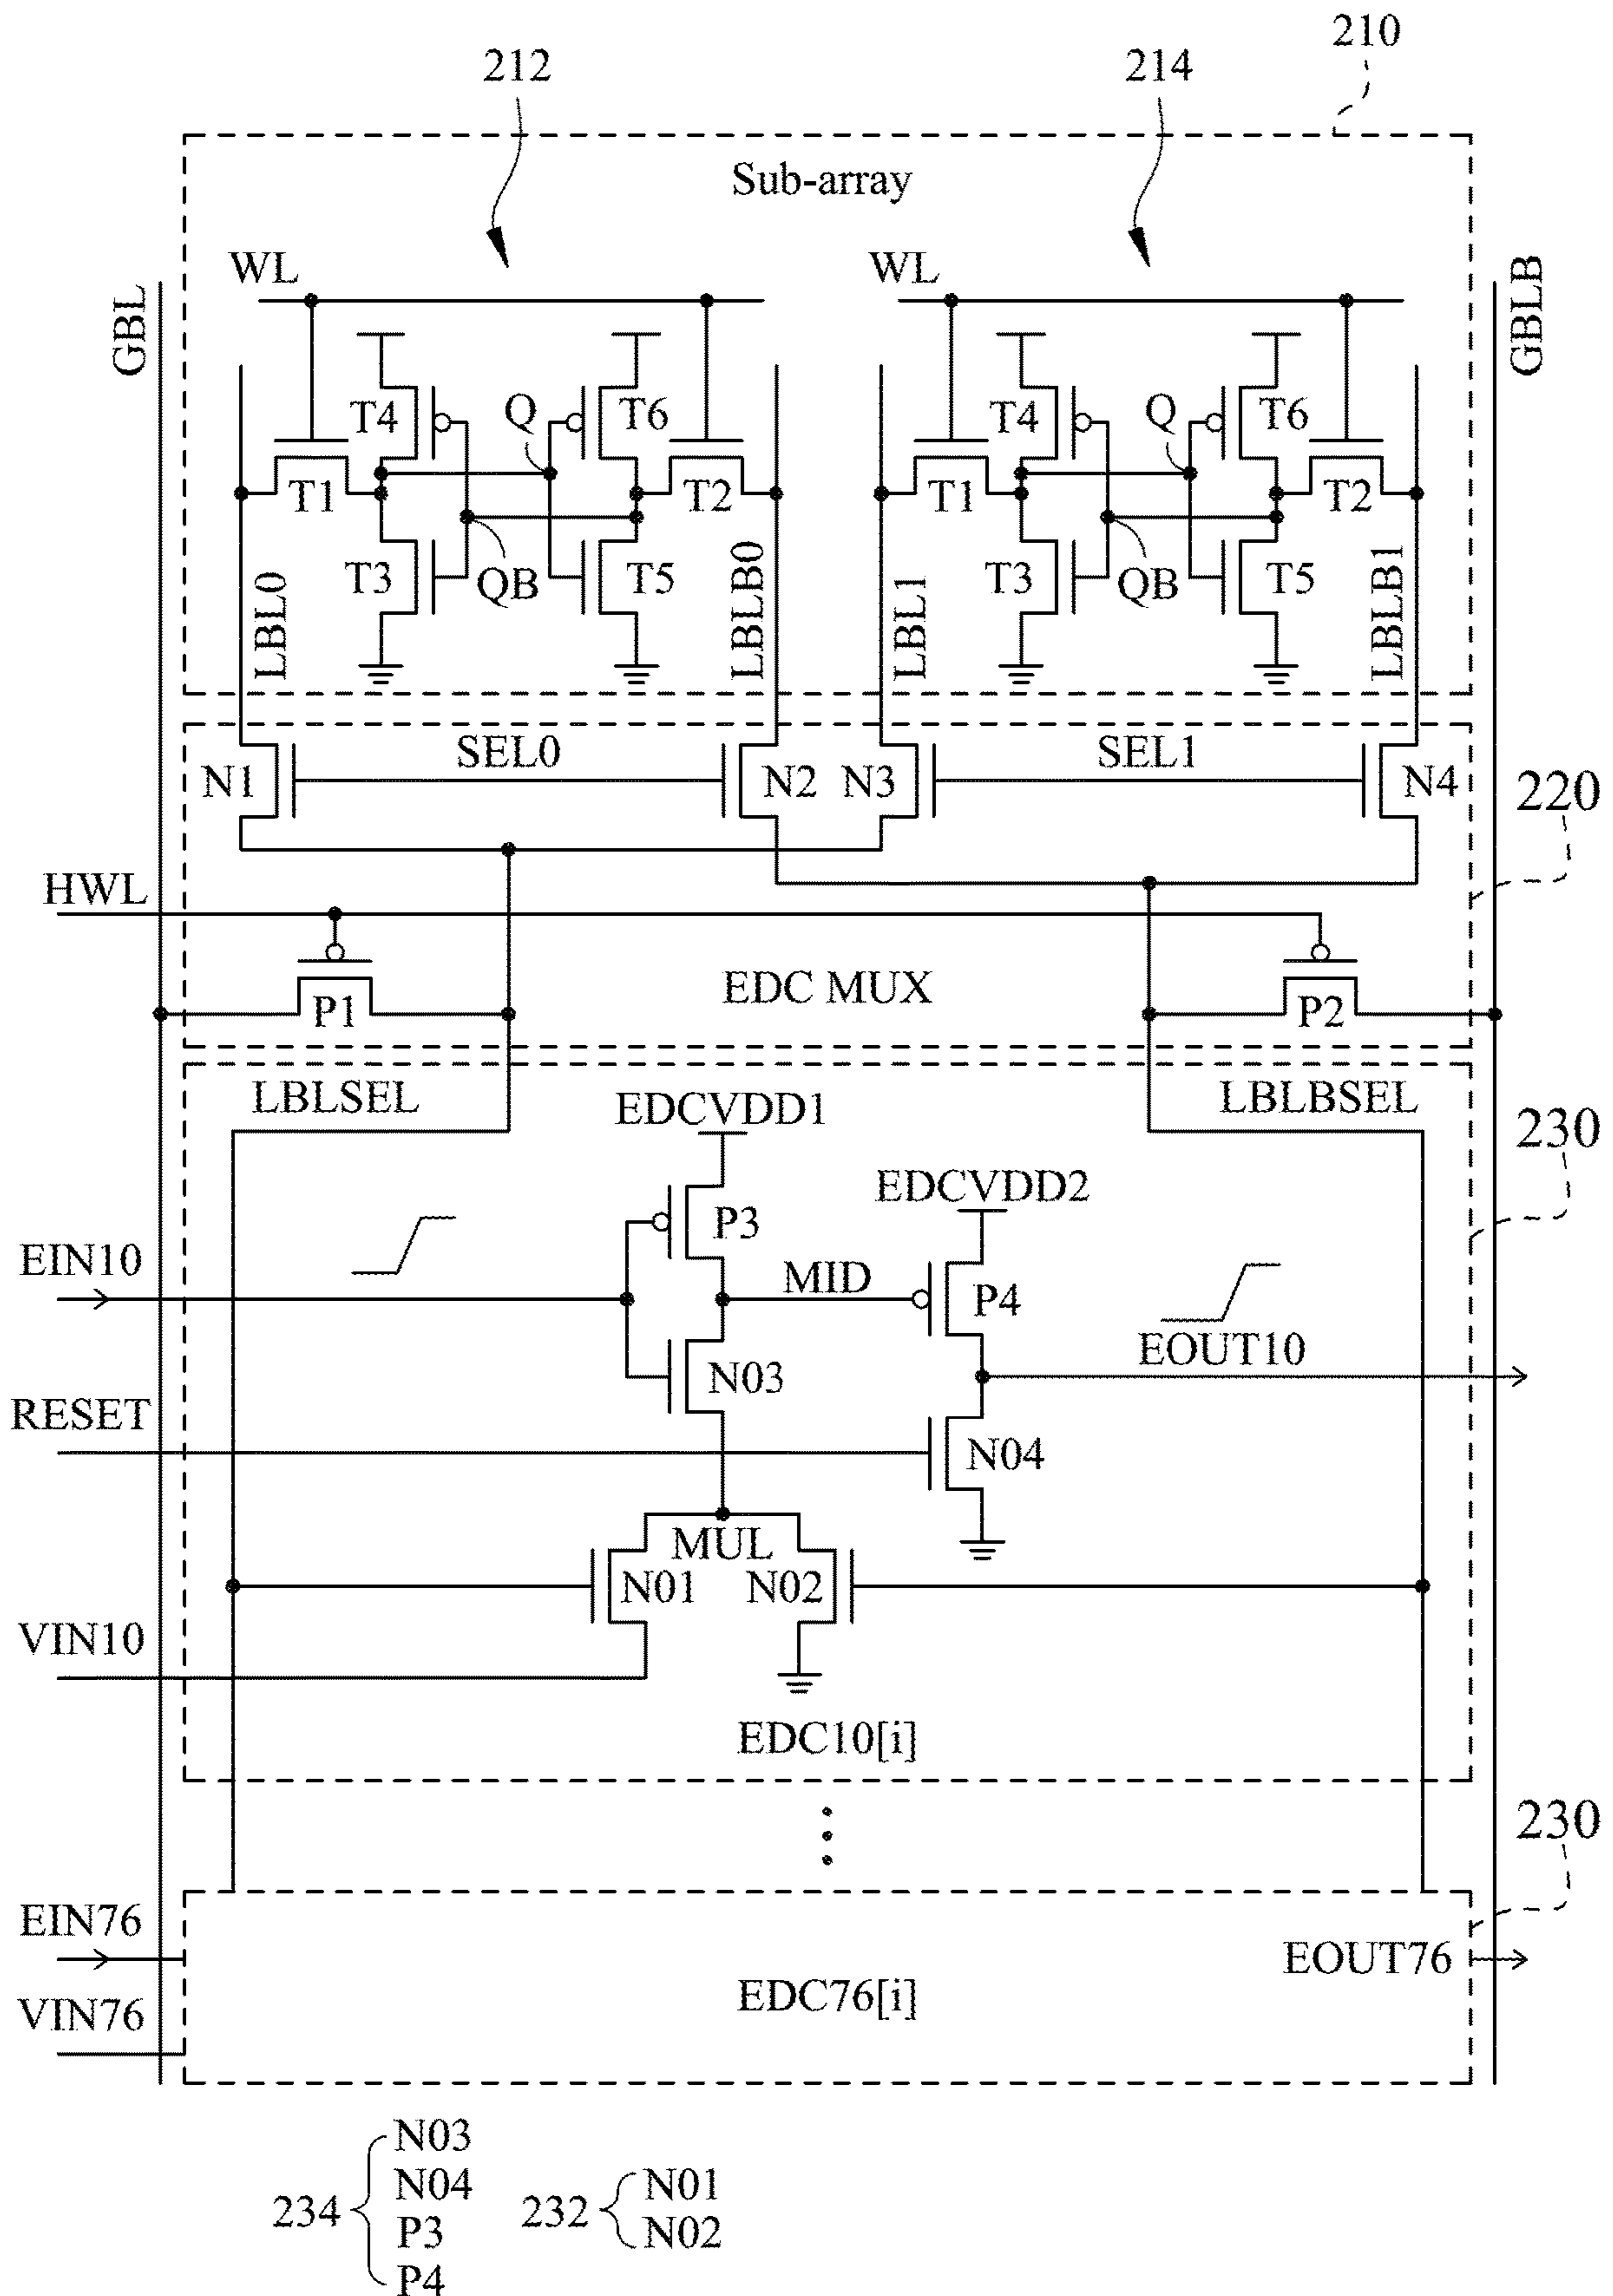 210
212
214
Sub-array
WL
WL
GBL
GBLB
T4
Q
T6
T4
Q
T6
T1
T2
T1
T2
T3
QB
T5
T3
QB
T5
LBL0
LBLB0
LBL1
LBLB1
SEL0
SEL1
N1
N2
N3
N4
220
HWL
EDC MUX
P1
P2
LBLSEL
EDCVDD1
LBLBSEL
230
EDCVDD2
P3
EIN10
MID
P4
EOUT10
N03
RESET
N04
MUL
N01
N02
VIN10
EDC10[i]
230
EIN76
EOUT76
EDC76[i]
VIN76
N03
N04
N01
234
232
P3
N02
P4